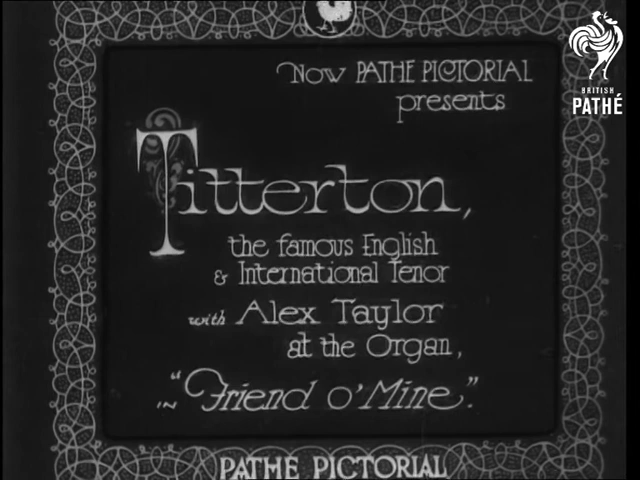 Now PATHE PICTORIAL
presents
BRITISH
PATHÉ
Titterton,
the famous English
& International Tenor
with Alex Taylor
at the Organ,
in "Friend o' Mine".
PATHE PICTORIAL